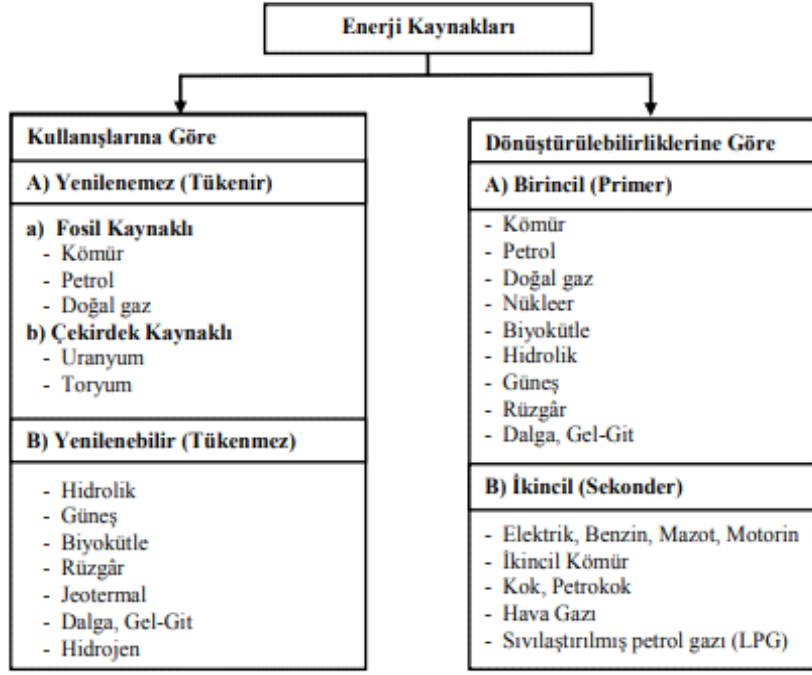 Enerji Kaynakları
Kullanışlarına Göre
A) Yenilenemez (Tükenir)
a) Fosil Kaynaklı
- Kömür
- Petrol
- Doğal gaz
b) Çekirdek Kaynaklı
- Uranyum
- Toryum
B) Yenilenebilir (Tükenmez)
- Hidrolik
- Güneş
- Biyokütle
- Rüzgâr
- Jeotermal
- Dalga, Gel-Git
- Hidrojen
Dönüştürülebilirliklerine Göre
A) Birincil (Primer)
- Kömür
- Petrol
- Doğal gaz
- Nükleer
- Biyokütle
- Hidrolik
- Güneş
- Rüzgâr
- Dalga, Gel-Git
B) İkincil (Sekonder)
- Elektrik, Benzin, Mazot, Motorin
- İkincil Kömür
- Kok, Petrokok
- Hava Gazı
- Sıvılaştırılmış petrol gazı (LPG)